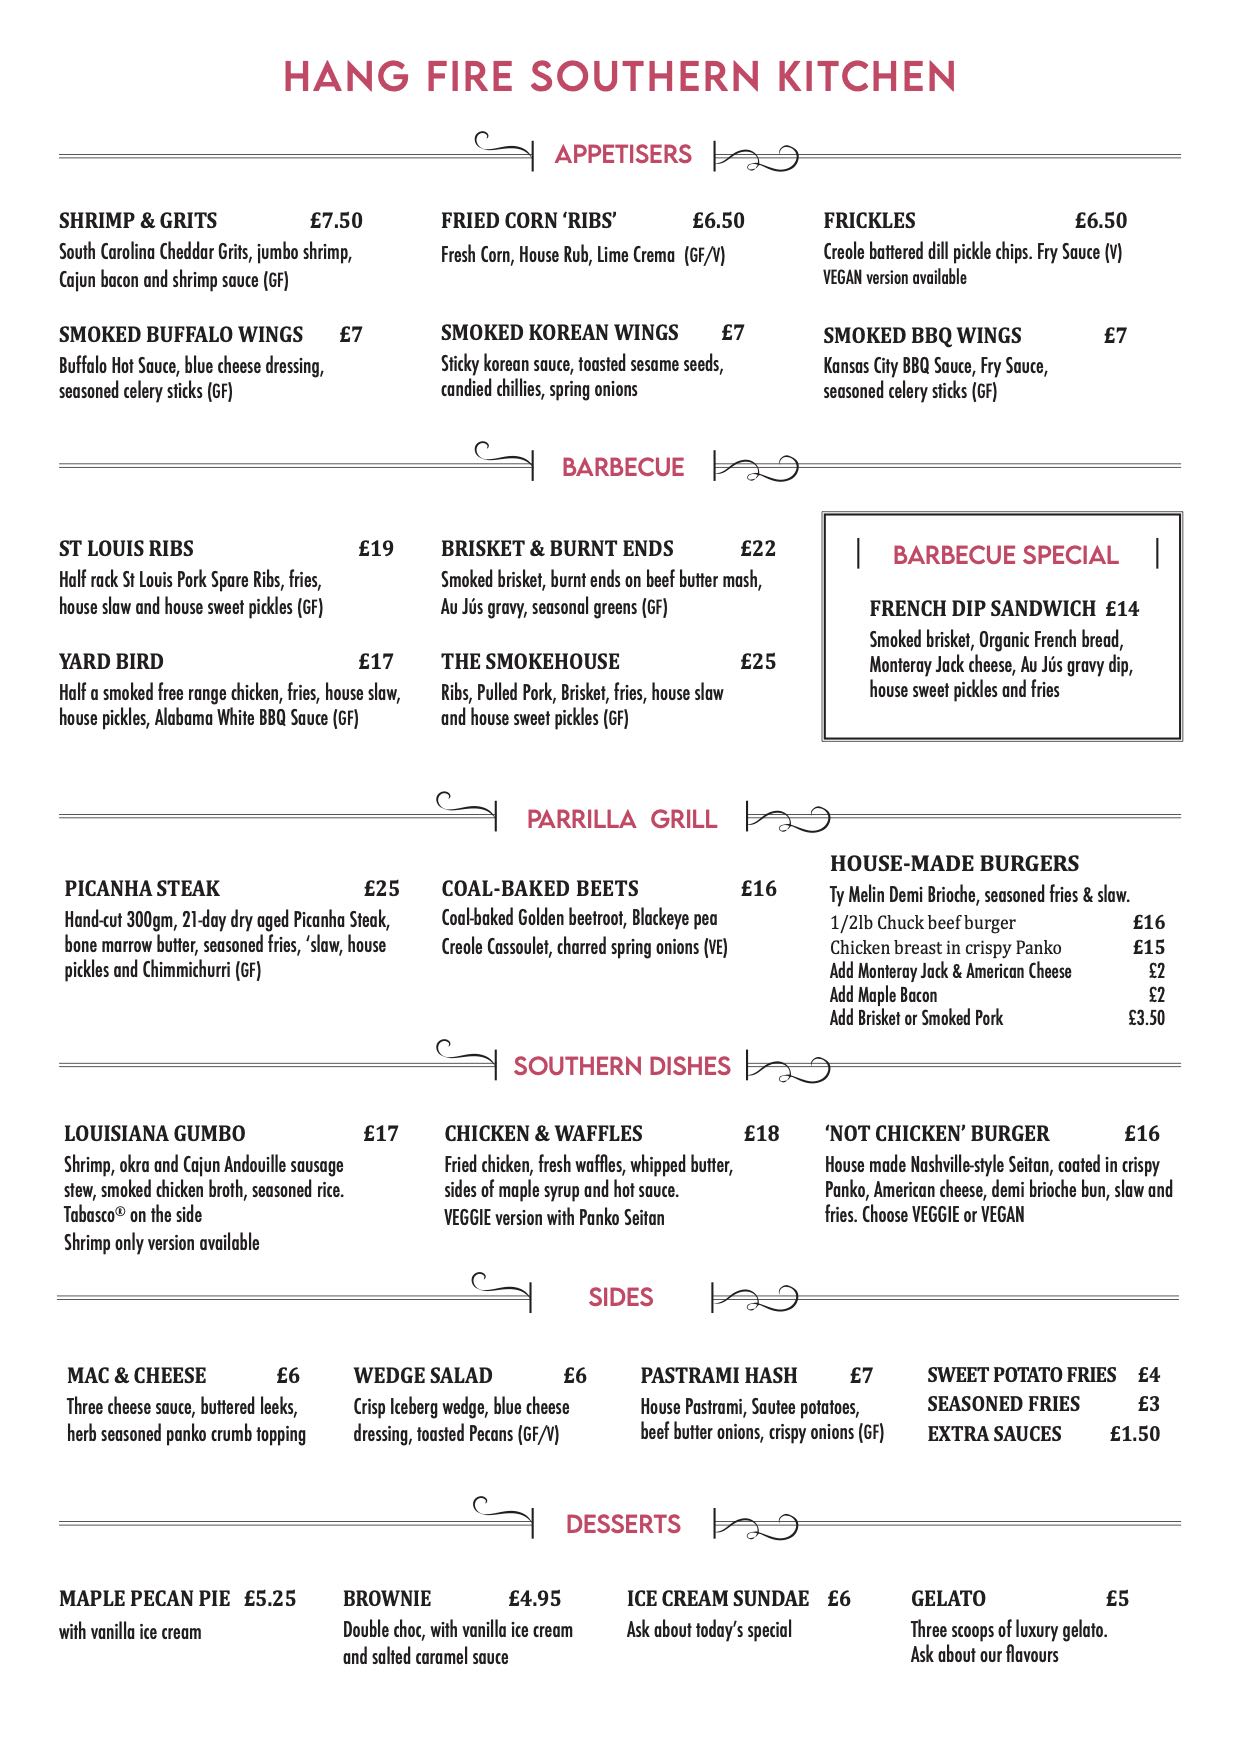 HANG FIRE SOUTHERN KITCHEN
APPETISERS
SHRIMP & GRITS £7.50
South Carolina Cheddar Grits, jumbo shrimp,
Cajun bacon and shrimp sauce (GF)
FRIED CORN ‘RIBS’ £6.50
Fresh Corn, House Rub, Lime Crema (GF/V)
FRICKLES £6.50
Creole battered dill pickle chips. Fry Sauce (V)
VEGAN version available
SMOKED BUFFALO WINGS £7
Buffalo Hot Sauce, blue cheese dressing,
seasoned celery sticks (GF)
SMOKED KOREAN WINGS £7
Sticky korean sauce, toasted sesame seeds,
candied chillies, spring onions
SMOKED BBQ WINGS £7
Kansas City BBQ Sauce, Fry Sauce,
seasoned celery sticks (GF)
BARBECUE
ST LOUIS RIBS £19
Half rack St Louis Pork Spare Ribs, fries,
house slaw and house sweet pickles (GF)
BRISKET & BURNT ENDS £22
Smoked brisket, burnt ends on beef butter mash,
Au Jús gravy, seasonal greens (GF)
YARD BIRD £17
Half a smoked free range chicken, fries, house slaw,
house pickles, Alabama White BBQ Sauce (GF)
THE SMOKEHOUSE £25
Ribs, Pulled Pork, Brisket, fries, house slaw
and house sweet pickles (GF)
BARBECUE SPECIAL
FRENCH DIP SANDWICH £14
Smoked brisket, Organic French bread,
Monteray Jack cheese, Au Jús gravy dip,
house sweet pickles and fries
PARRILLA GRILL
PICANHA STEAK £25
Hand-cut 300gm, 21-day dry aged Picanha Steak,
bone marrow butter, seasoned fries, ‘slaw, house
pickles and Chimmichurri (GF)
COAL-BAKED BEETS £16
Coal-baked Golden beetroot, Blackeye pea
Creole Cassoulet, charred spring onions (VE)
HOUSE-MADE BURGERS
Ty Melin Demi Brioche, seasoned fries & slaw.
1/2lb Chuck beef burger £16
Chicken breast in crispy Panko £15
Add Monteray Jack & American Cheese £2
Add Maple Bacon £2
Add Brisket or Smoked Pork £3.50
SOUTHERN DISHES
LOUISIANA GUMBO £17
Shrimp, okra and Cajun Andouille sausage
stew, smoked chicken broth, seasoned rice.
Tabasco® on the side
Shrimp only version available
CHICKEN & WAFFLES £18
Fried chicken, fresh waffles, whipped butter,
sides of maple syrup and hot sauce.
VEGGIE version with Panko Seitan
‘NOT CHICKEN’ BURGER £16
House made Nashville-style Seitan, coated in crispy
Panko, American cheese, demi brioche bun, slaw and
fries. Choose VEGGIE or VEGAN
SIDES
MAC & CHEESE £6
Three cheese sauce, buttered leeks,
herb seasoned panko crumb topping
WEDGE SALAD £6
Crisp Iceberg wedge, blue cheese
dressing, toasted Pecans (GF/V)
PASTRAMI HASH £7
House Pastrami, Sautee potatoes,
beef butter onions, crispy onions (GF)
SWEET POTATO FRIES £4
SEASONED FRIES £3
EXTRA SAUCES £1.50
DESSERTS
MAPLE PECAN PIE £5.25
with vanilla ice cream
BROWNIE £4.95
Double choc, with vanilla ice cream
and salted caramel sauce
ICE CREAM SUNDAE £6
Ask about today’s special
GELATO £5
Three scoops of luxury gelato.
Ask about our flavours